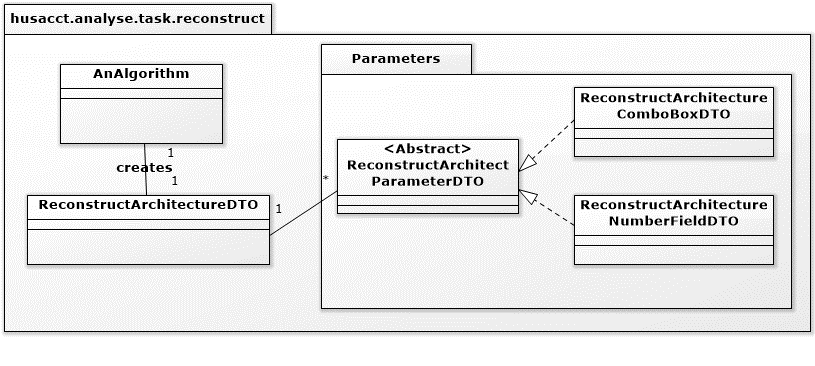 husacct.analyse.task.reconstruct
Parameters
AnAlgorithm
1
creates
1
ReconstructArchitectureDTO
1
*
<Abstract>
ReconstructArchitect
ParameterDTO
ReconstructArchitecture
ComboBoxDTO
ReconstructArchitecture
NumberFieldDTO